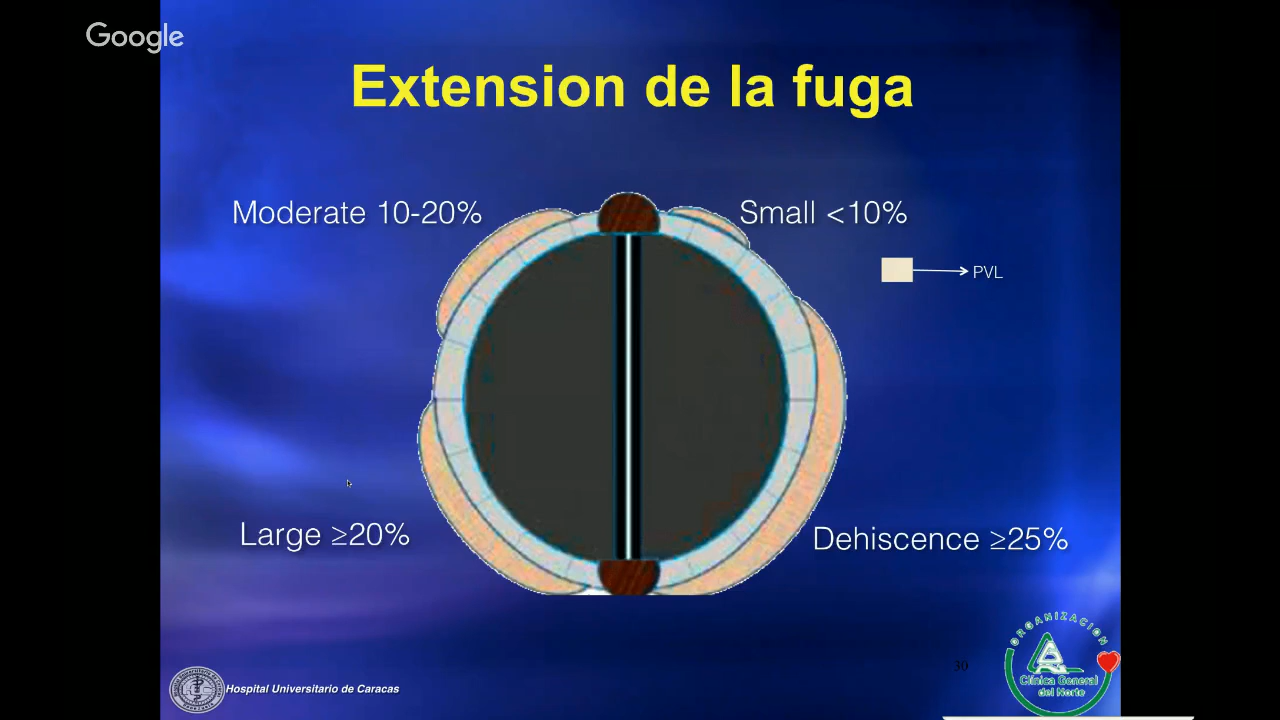 Google
Extension de la fuga
Moderate 10-20%
Small <10%
PVL
Large ≥20%
Dehiscence ≥25%
30
ORGANIZACION
Clínica General
del Norte
Hospital Universitario de Caracas